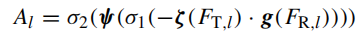 A_l = σ_2(ψ(σ_1(−ζ(F_{T,l}) · g(F_{R,l}))))